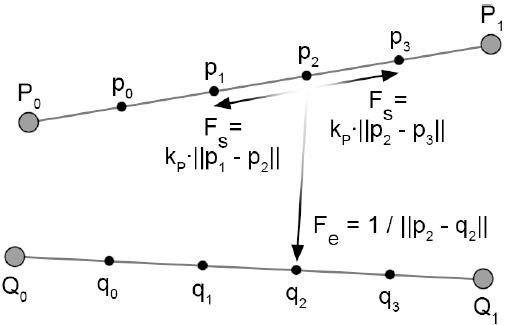 P₁
p₃
p₂
p₁
p₀
P₀
Fₛ=
kₚ·||p₁ - p₂||
Fₛ=
kₚ·||p₂ - p₃||
Fₑ = 1 / ||p₂ - q₂||
Q₀
q₀
q₁
q₂
q₃
Q₁